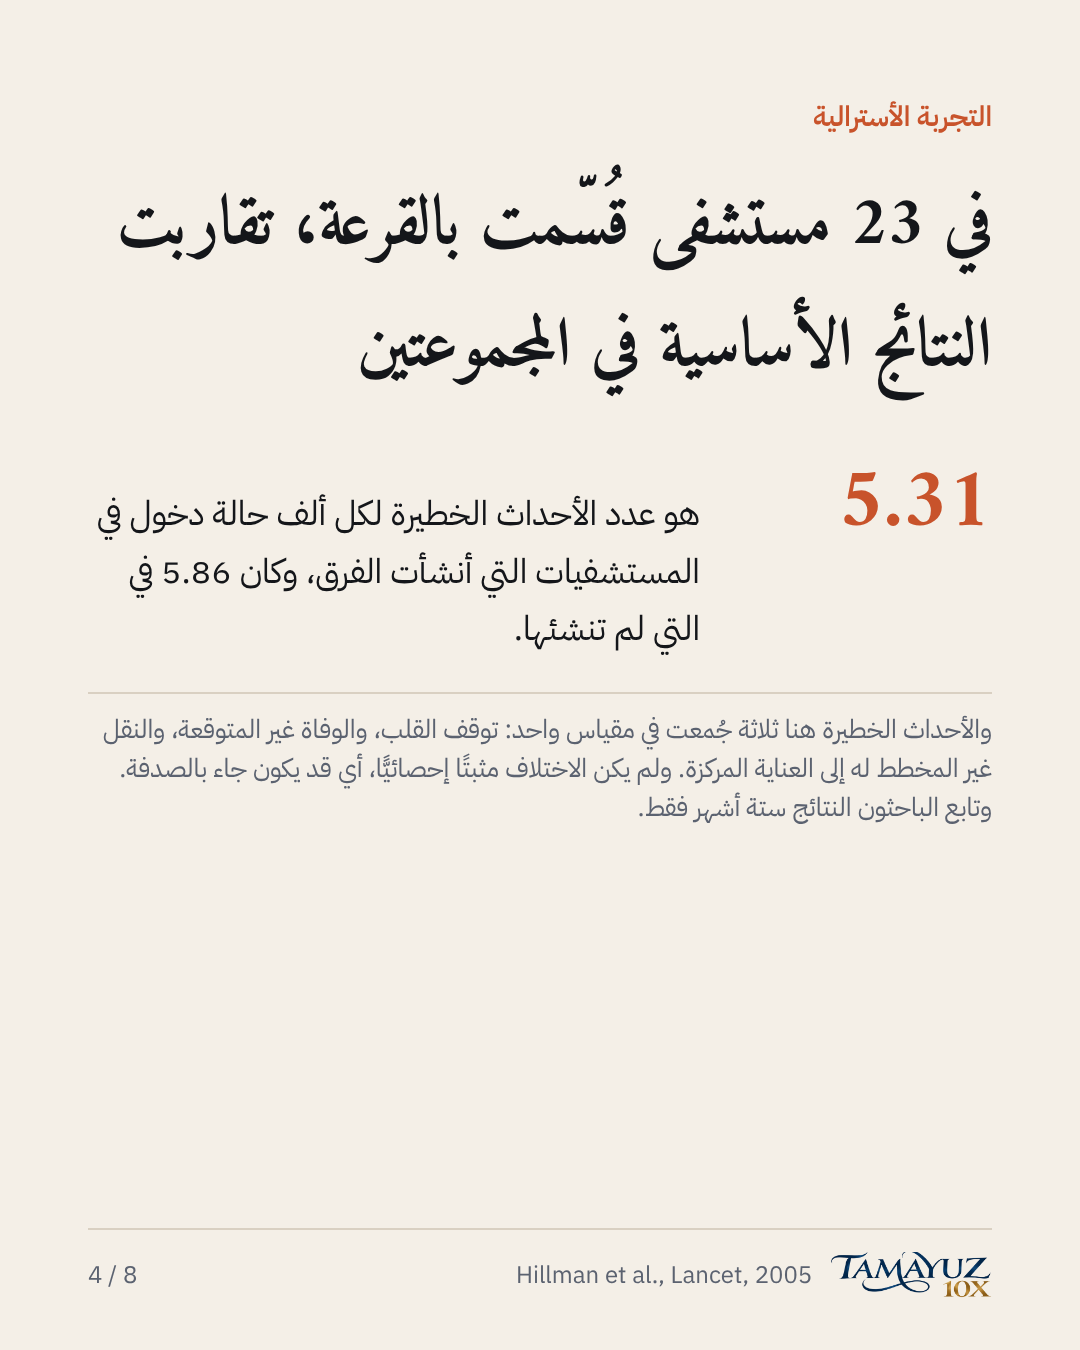 التجربة الأسترالية
في 23 مستشفى قُسّمت بالقرعة، تقاربت
النتائج الأساسية في المجموعتين
5.31
هو عدد الأحداث الخطيرة لكل ألف حالة دخول في
المستشفيات التي أنشأت الفرق، وكان 5.86 في
التي لم تنشئها.
والأحداث الخطيرة هنا ثلاثة جُمعت في مقياس واحد: توقف القلب، والوفاة غير المتوقعة، والنقل
غير المخطط له إلى العناية المركزة. ولم يكن الاختلاف مثبتًا إحصائيًّا، أي قد يكون جاء بالصدفة.
وتابع الباحثون النتائج ستة أشهر فقط.
TAMAYUZ
10X
Hillman et al., Lancet, 2005
4 / 8